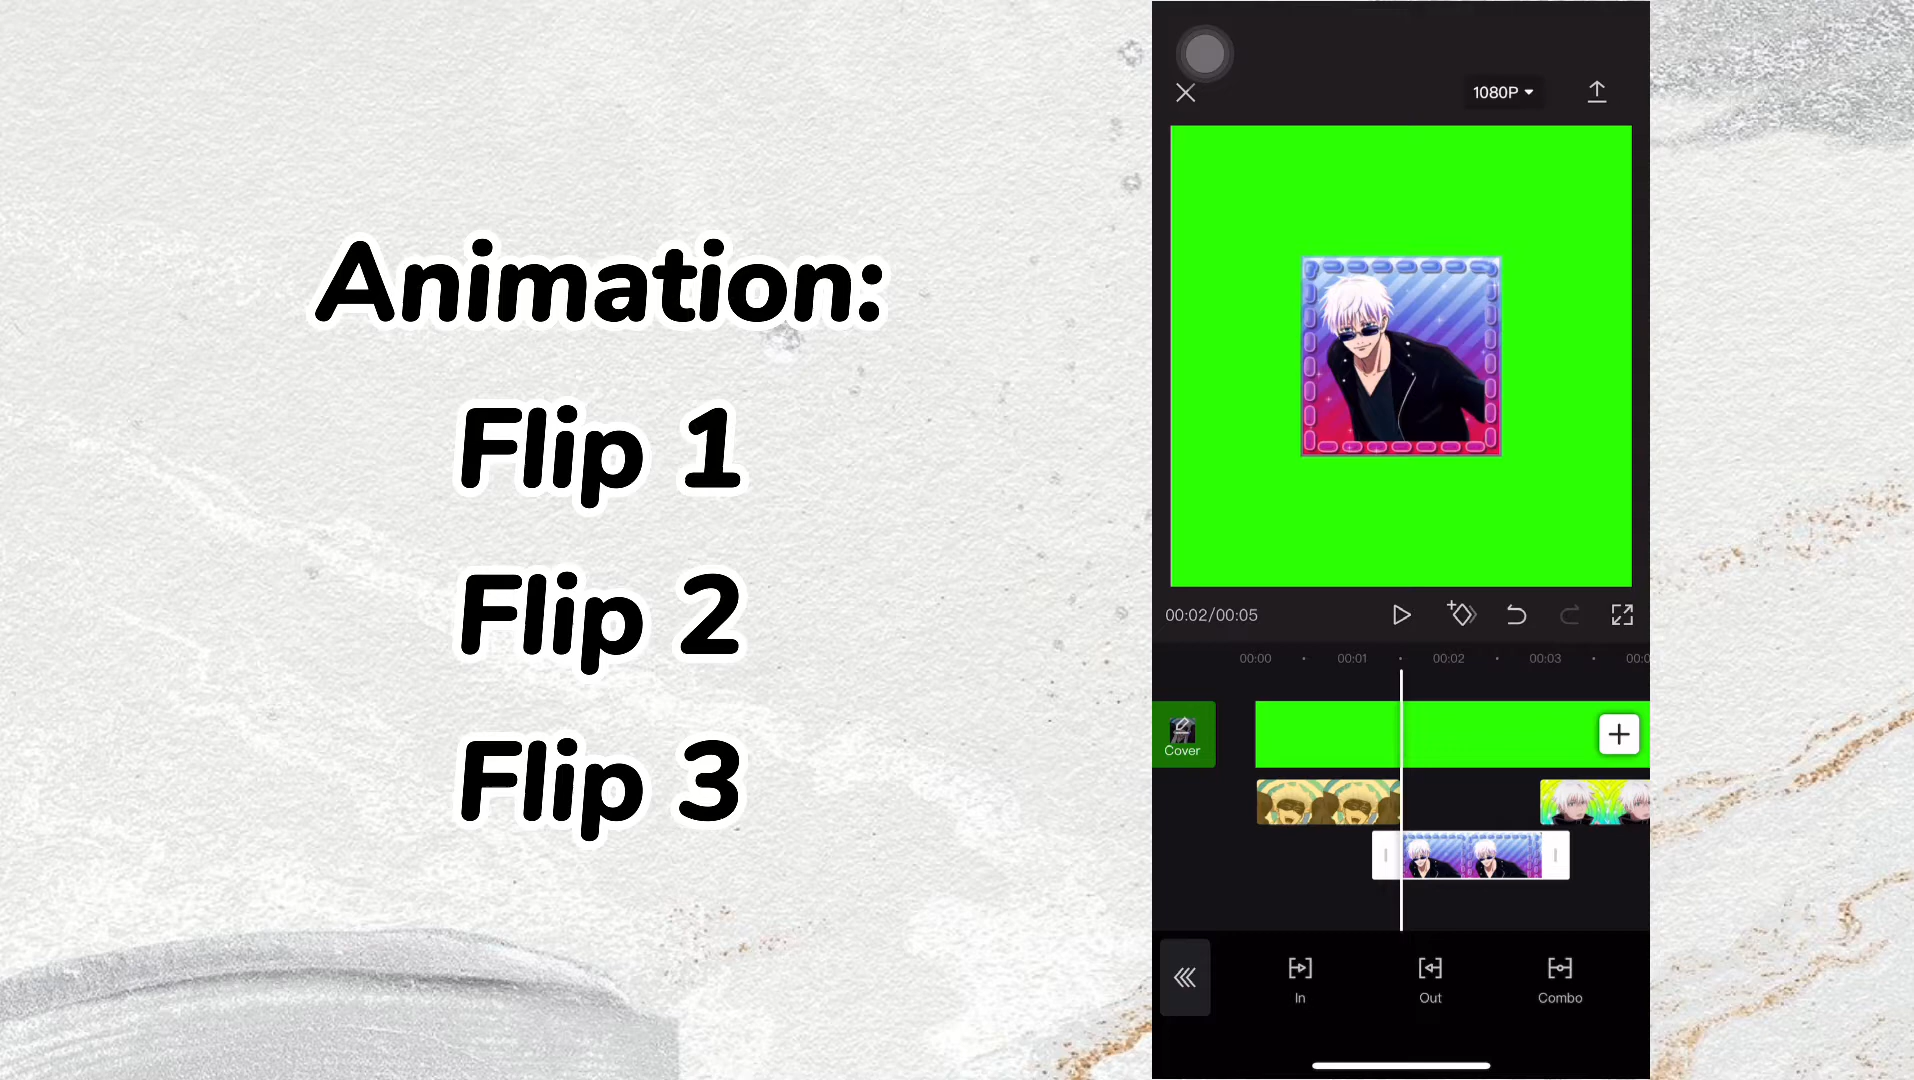 Animation:
Flip 1
Flip 2
Flip 3
1080P
00:02/00:05
00:00 00:01 00:02 00:03
Cover
In Out Combo